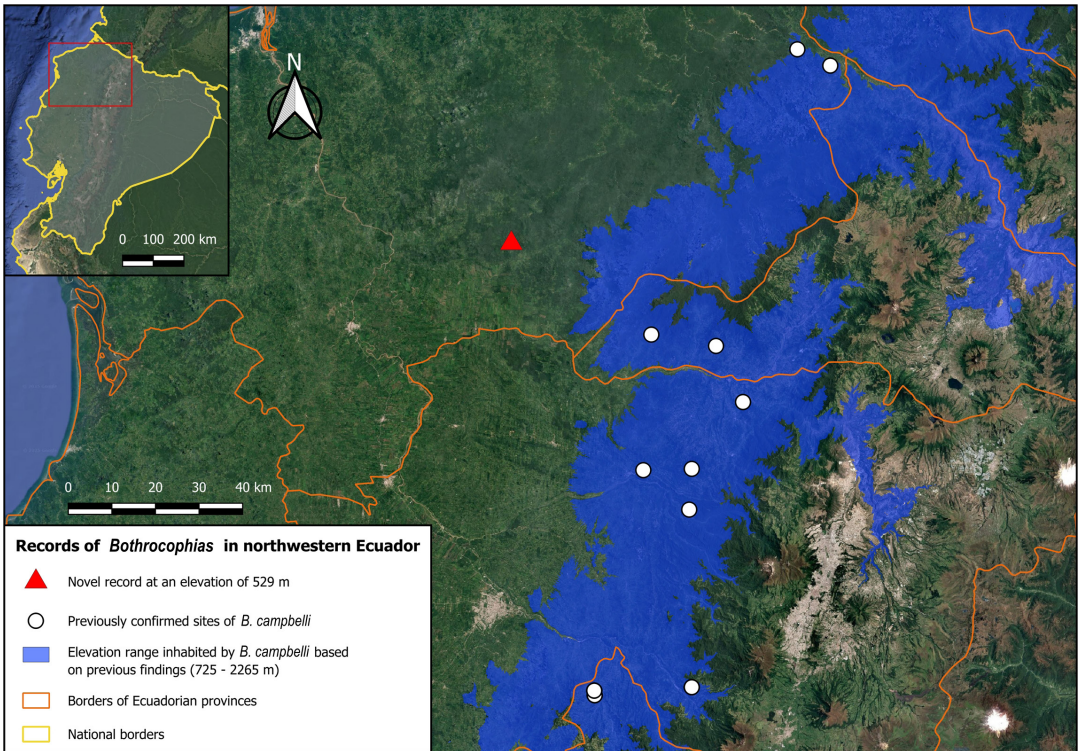 N
0 100 200 km
0 10 20 30 40 km
Records of Bothrocophias in northwestern Ecuador
Novel record at an elevation of 529 m
Previously confirmed sites of B. campbelli
Elevation range inhabited by B. campbelli based
on previous findings (725 - 2265 m)
Borders of Ecuadorian provinces
National borders